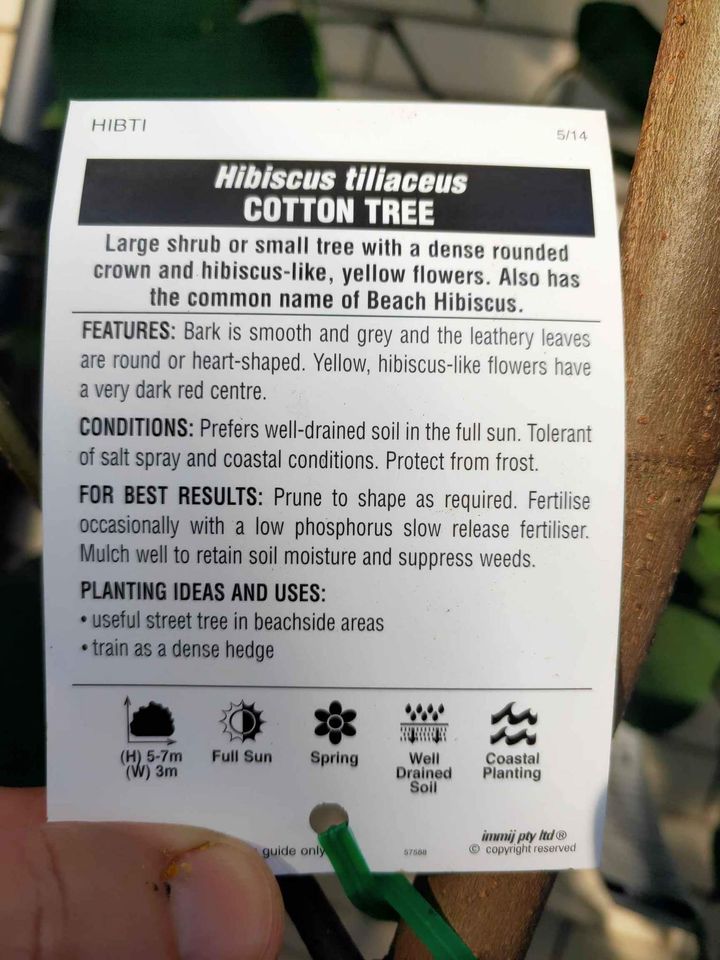 HIBTI
5/14
Hibiscus tiliaceus
COTTON TREE
Large shrub or small tree with a dense rounded
crown and hibiscus-like, yellow flowers. Also has
the common name of Beach Hibiscus.
FEATURES: Bark is smooth and grey and the leathery leaves
are round or heart-shaped. Yellow, hibiscus-like flowers have
a very dark red centre.
CONDITIONS: Prefers well-drained soil in the full sun. Tolerant
of salt spray and coastal conditions. Protect from frost.
FOR BEST RESULTS: Prune to shape as required. Fertilise
occasionally with a low phosphorus slow release fertiliser.
Mulch well to retain soil moisture and suppress weeds.
PLANTING IDEAS AND USES:
• useful street tree in beachside areas
• train as a dense hedge
(H) 5-7m
(W) 3m
Full Sun
Spring
Well
Drained
Soil
Coastal
Planting
guide only
57588
immij pty ltd ®
© copyright reserved